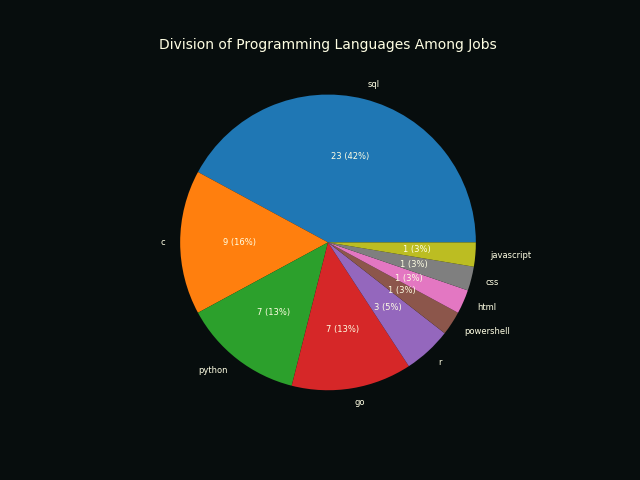 Division of Programming Languages Among Jobs
sql
23 (42%)
c
9 (16%)
python
7 (13%)
go
7 (13%)
r
3 (5%)
powershell
1 (3%)
html
1 (3%)
css
1 (3%)
javascript
1 (3%)